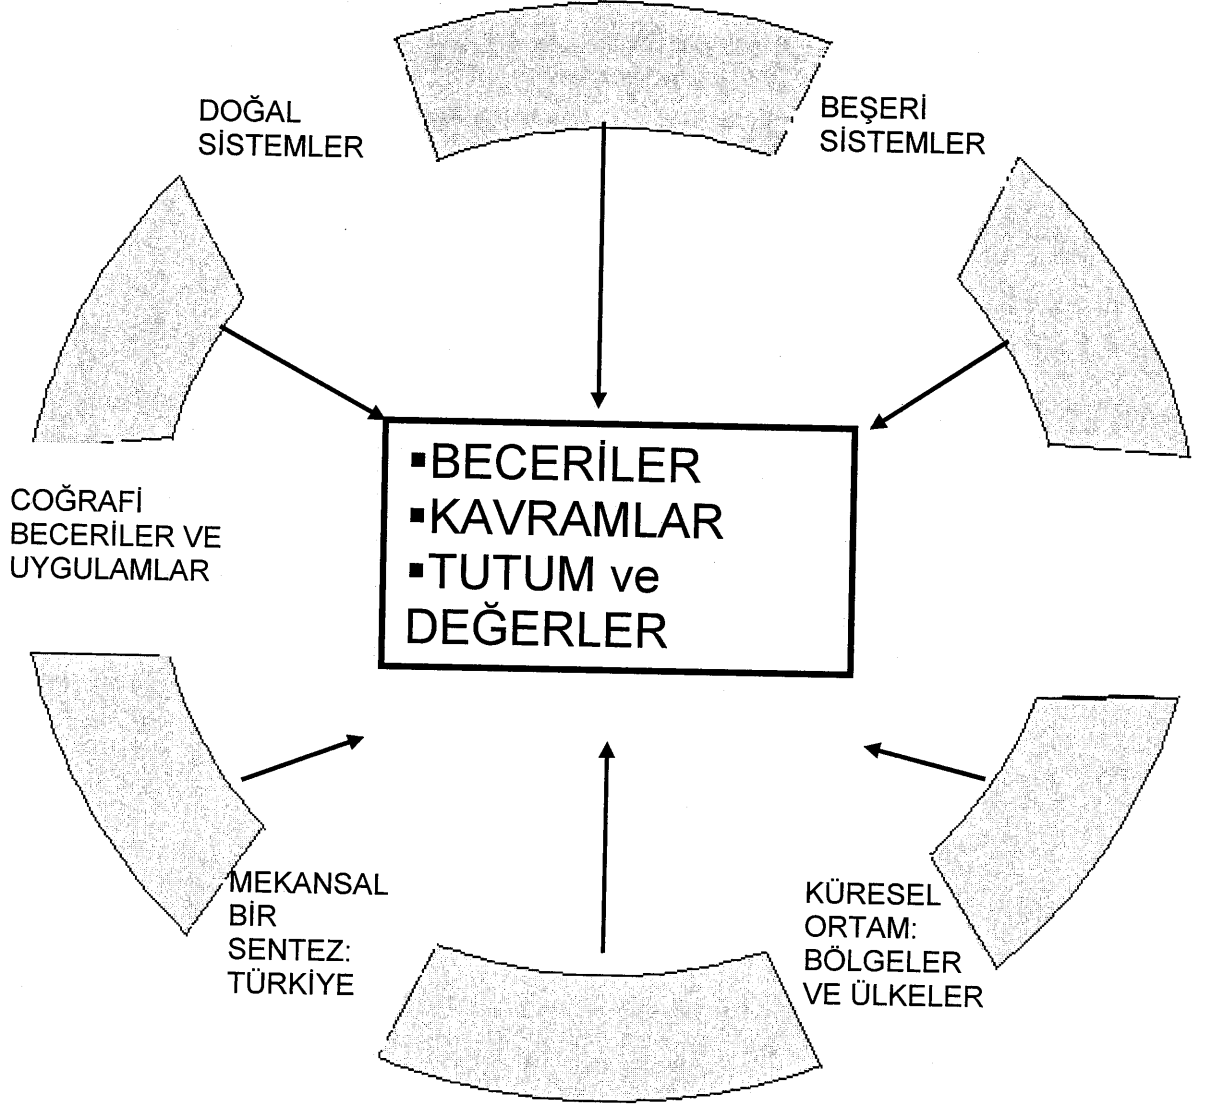 DOĞAL
SİSTEMLER
BEŞERİ
SİSTEMLER
COĞRAFİ
BECERİLER VE
UYGULAMLAR
▪BECERİLER
▪KAVRAMLAR
▪TUTUM ve
DEĞERLER
MEKANSAL
BİR
SENTEZ:
TÜRKİYE
KÜRESEL
ORTAM:
BÖLGELER
VE ÜLKELER